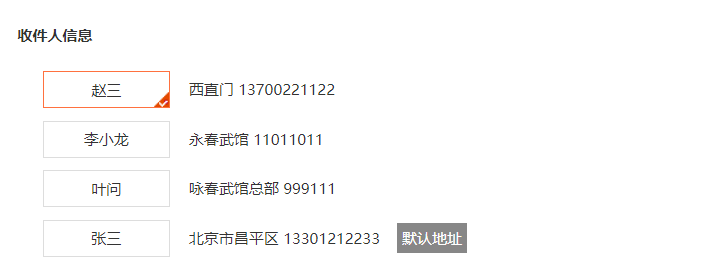 收件人信息
赵三 西直门 13700221122
李小龙 永春武馆 11011011
叶问 咏春武馆总部 999111
张三 北京市昌平区 13301212233 默认地址